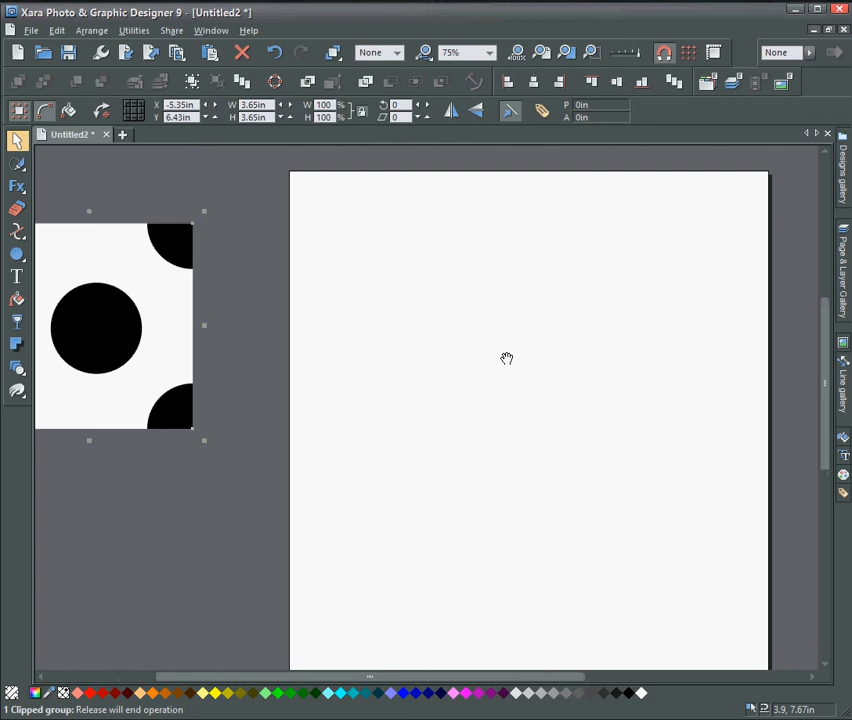 Xara Photo & Graphic Designer 9 - [Untitled2 *]
File Edit Arrange Utilities Share Window Help
None 75% None
X -5.35in W 3.65in W 100 % 0 P 0in
Y 6.43in H 3.65in H 100 % 0 A 0in
Untitled2 *
Designs gallery
Page & Layer Gallery
Line gallery
1 Clipped group: Release will end operation
3.9, 7.67in